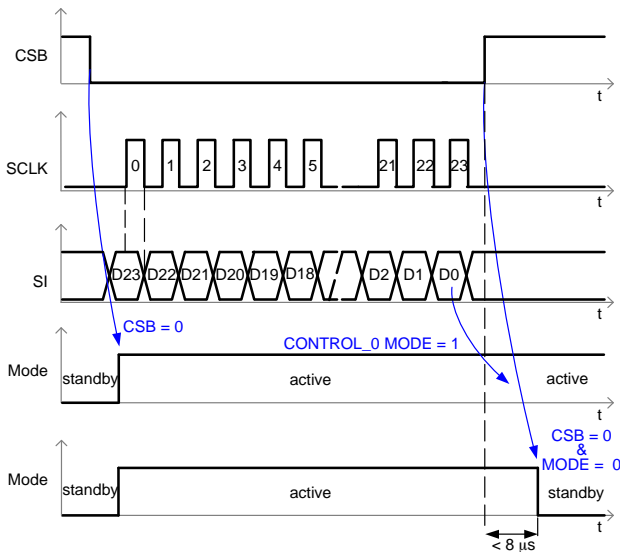 CSB
t
SCLK
0 1 2 3 4 5 21 22 23
t
SI
D23 D22 D21 D20 D19 D18 D2 D1 D0
t
CSB = 0
CONTROL_0 MODE = 1
Mode
standby
active
active
t
CSB = 0
&
MODE = 0
Mode
standby
active
standby
t
< 8 µs